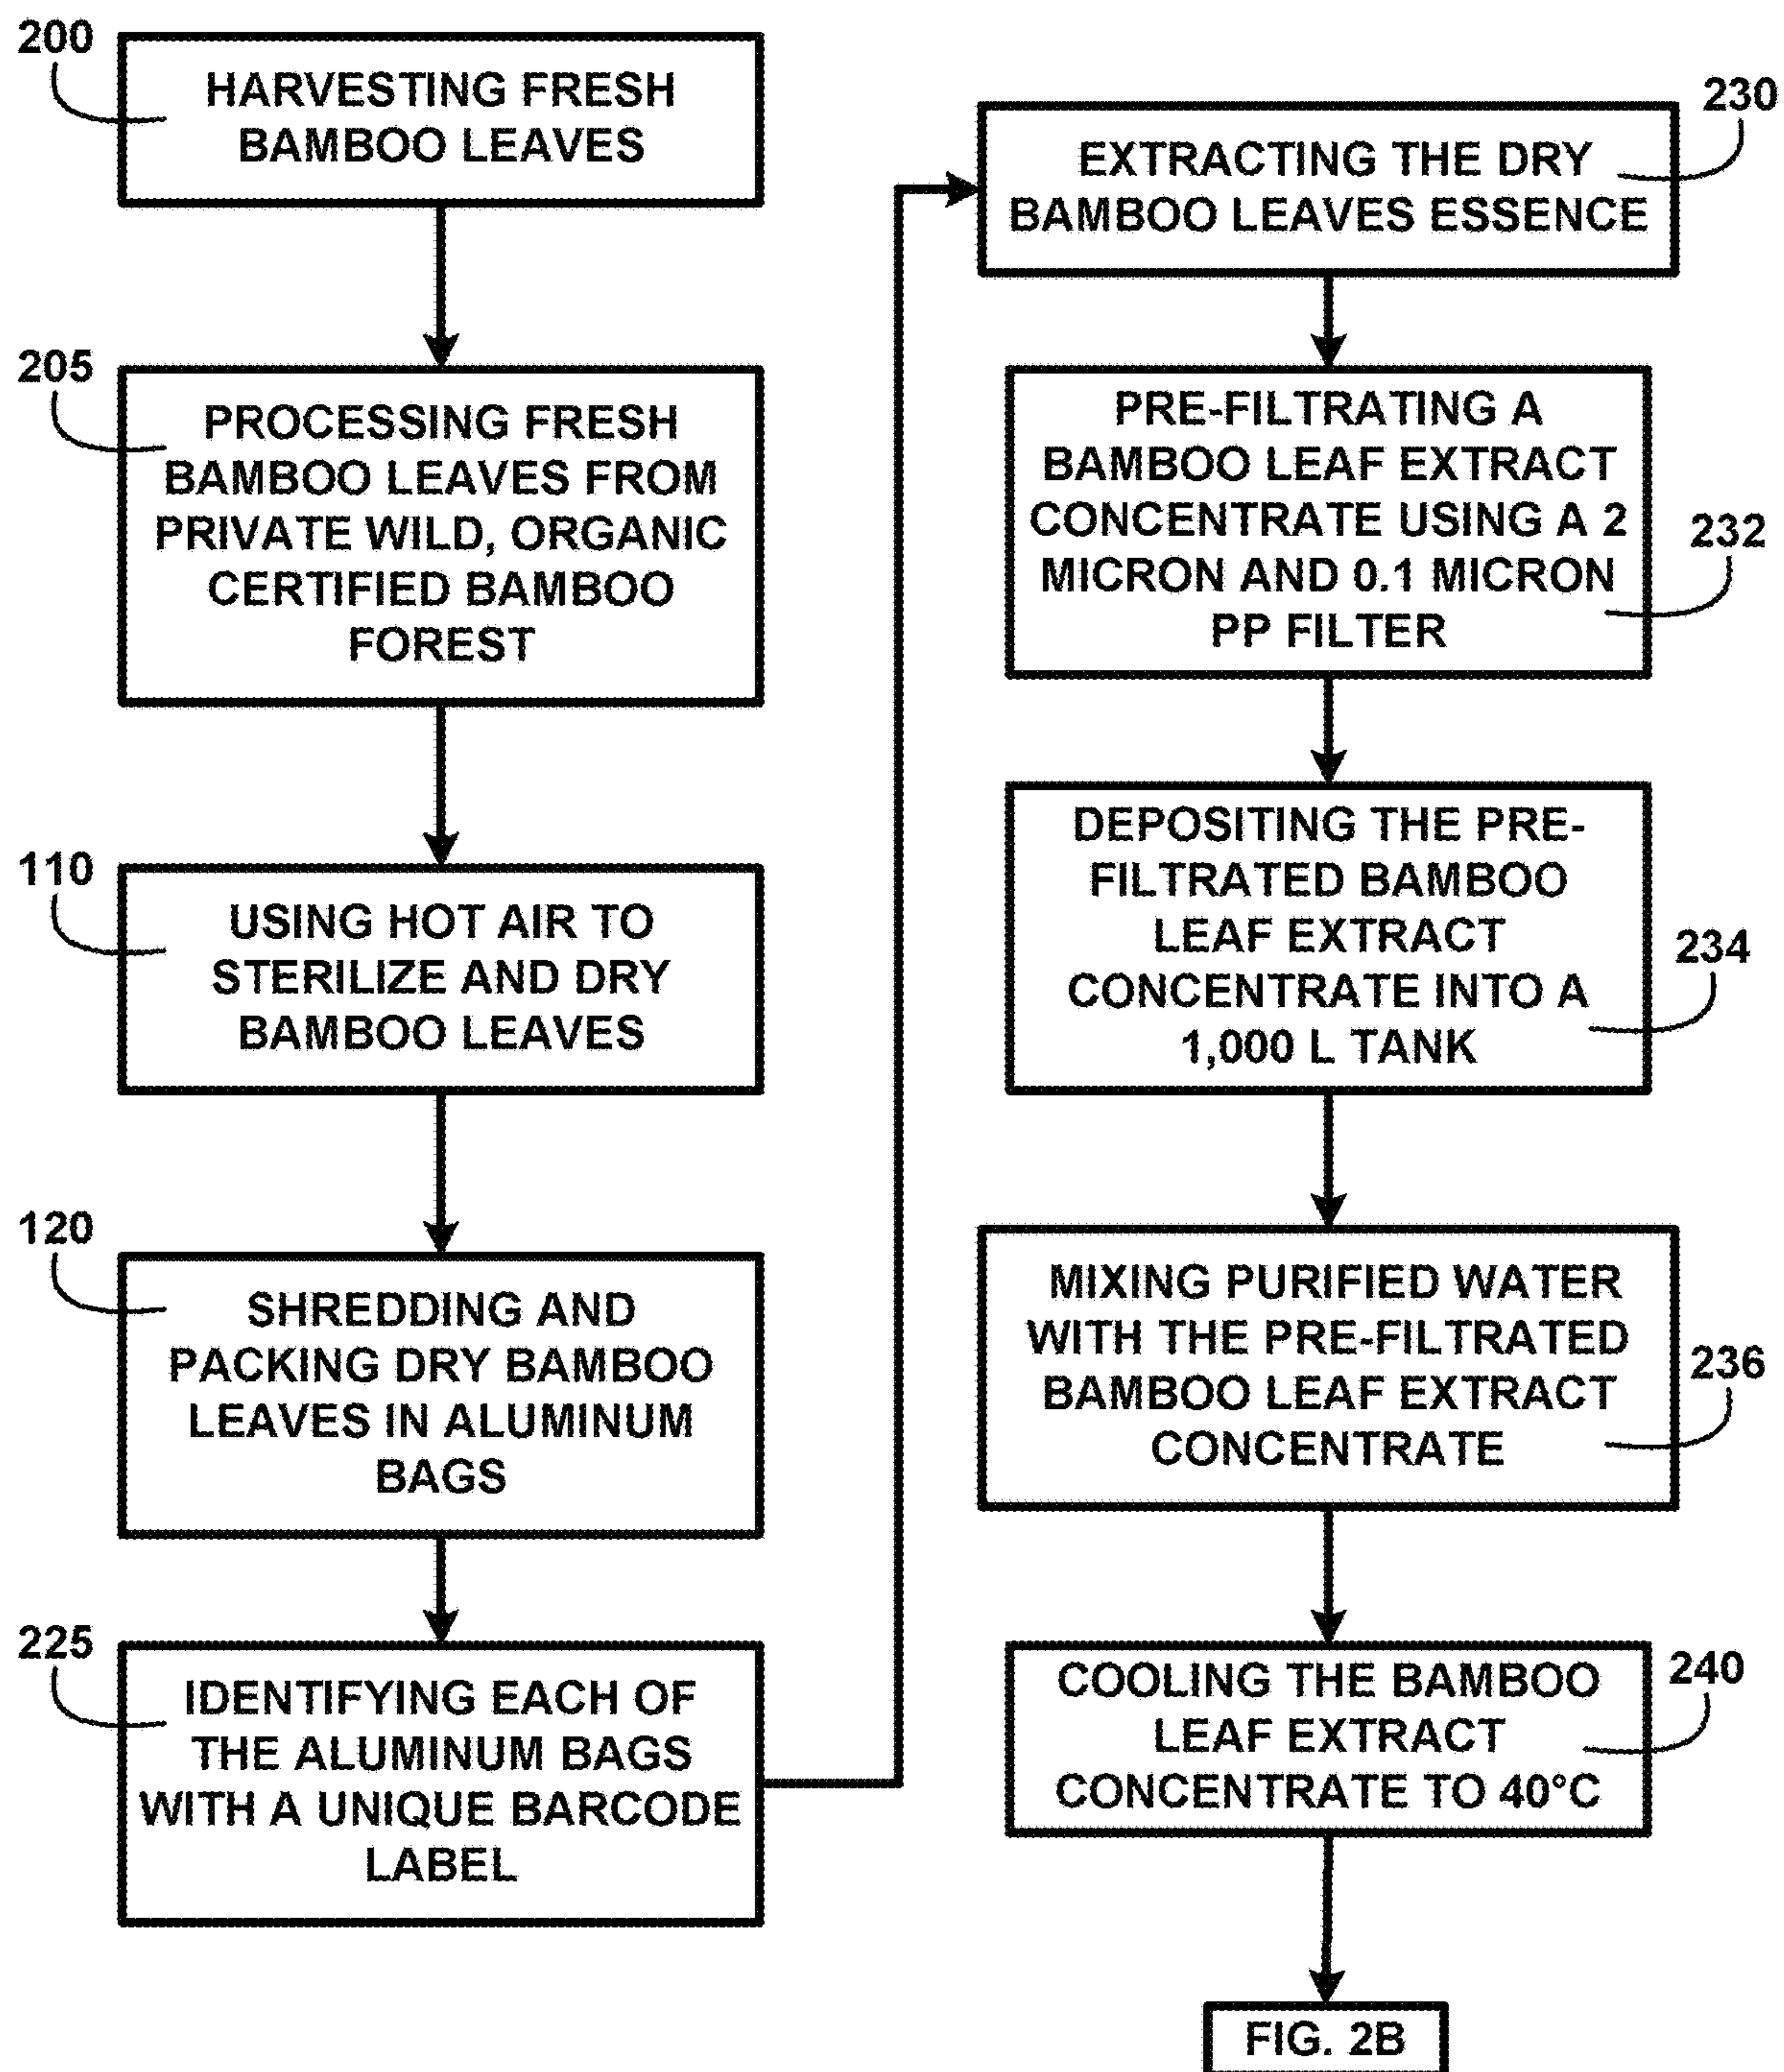 200
HARVESTING FRESH
BAMBOO LEAVES
205
PROCESSING FRESH
BAMBOO LEAVES FROM
PRIVATE WILD, ORGANIC
CERTIFIED BAMBOO
FOREST
110
USING HOT AIR TO
STERILIZE AND DRY
BAMBOO LEAVES
120
SHREDDING AND
PACKING DRY BAMBOO
LEAVES IN ALUMINUM
BAGS
225
IDENTIFYING EACH OF
THE ALUMINUM BAGS
WITH A UNIQUE BARCODE
LABEL
230
EXTRACTING THE DRY
BAMBOO LEAVES ESSENCE
PRE-FILTRATING A
BAMBOO LEAF EXTRACT
CONCENTRATE USING A 2
MICRON AND 0.1 MICRON
PP FILTER
232
DEPOSITING THE PRE-
FILTRATED BAMBOO
LEAF EXTRACT
CONCENTRATE INTO A
1,000 L TANK
234
MIXING PURIFIED WATER
WITH THE PRE-FILTRATED
BAMBOO LEAF EXTRACT
CONCENTRATE
236
COOLING THE BAMBOO
LEAF EXTRACT
CONCENTRATE TO 40°C
240
FIG. 2B